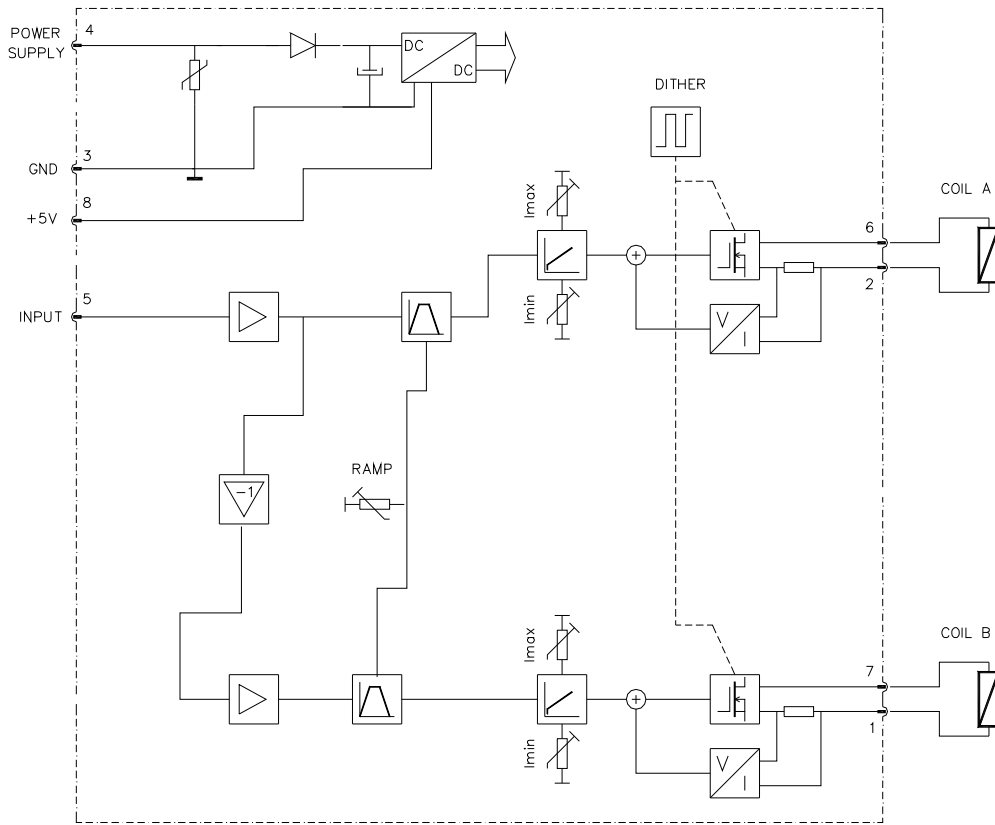 POWER
SUPPLY
4
DC
DC
DITHER
GND
3
+5V
8
Imax
COIL A
6
INPUT
5
Imin
2
V
I
RAMP
-1
Imax
COIL B
7
Imin
1
V
I